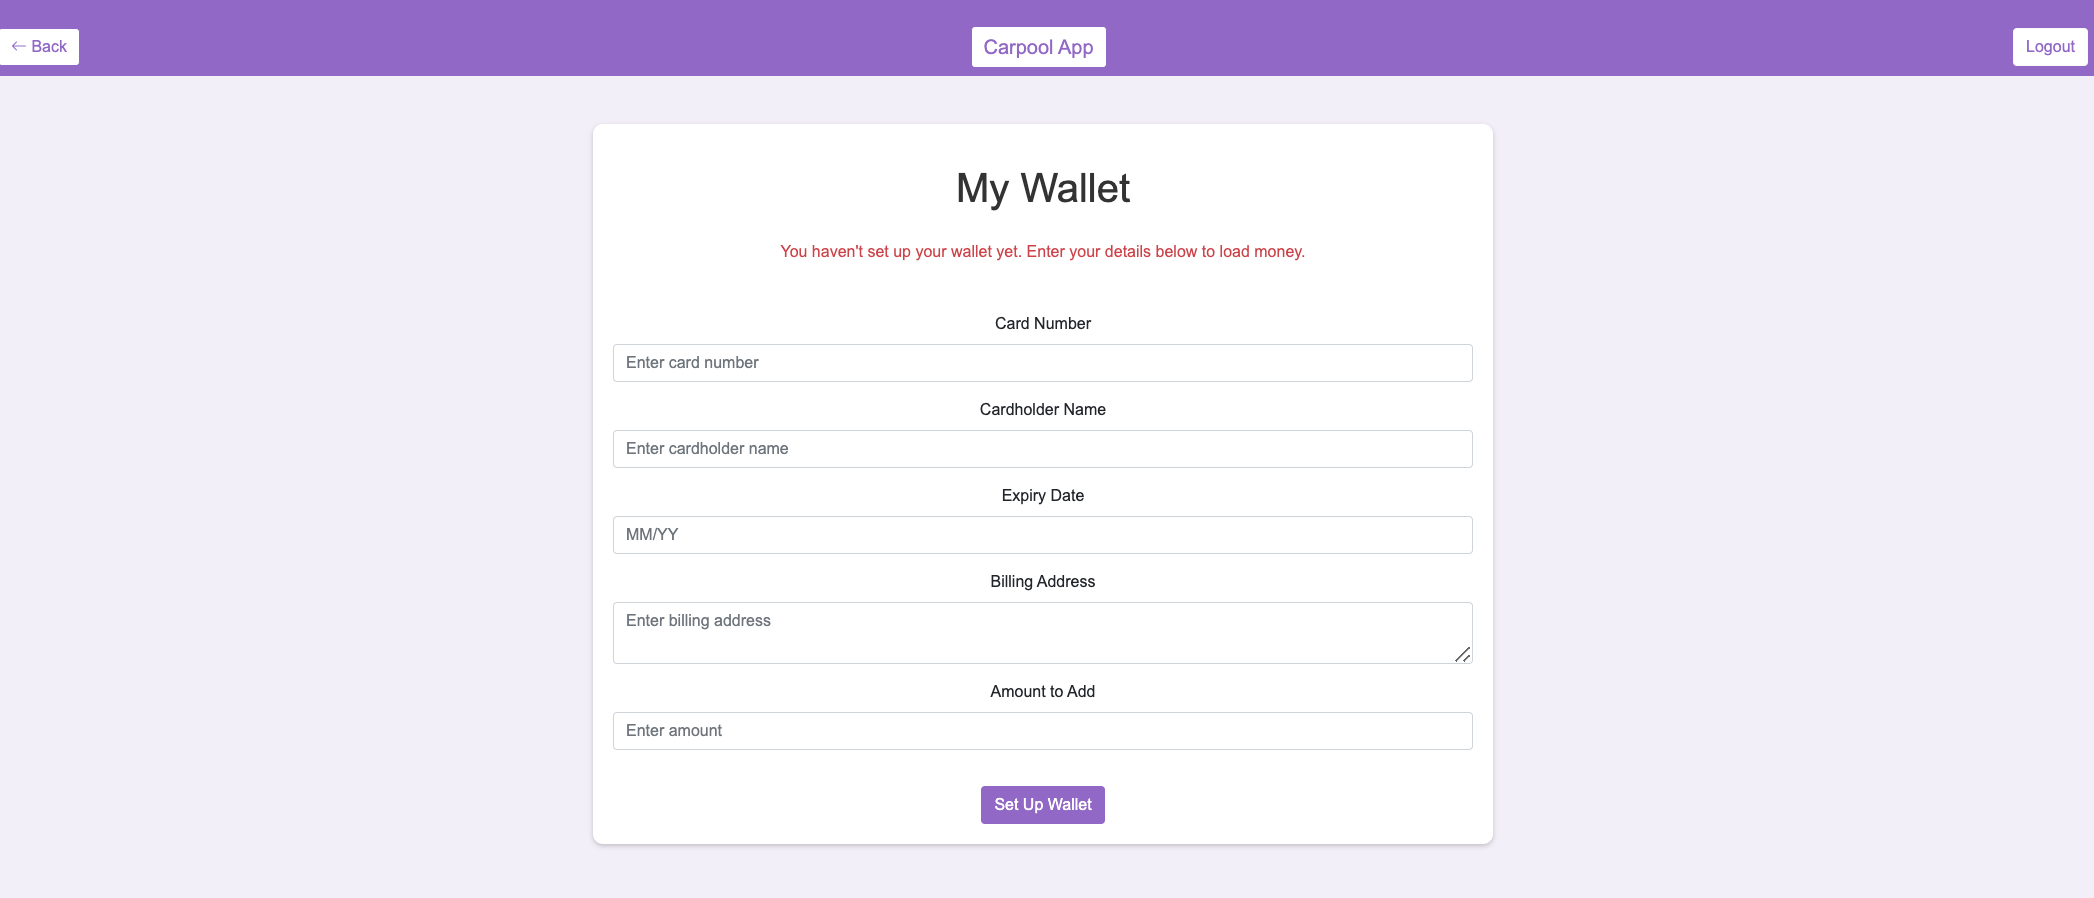 ← Back
Carpool App
Logout
My Wallet
You haven't set up your wallet yet. Enter your details below to load money.
Card Number
Enter card number
Cardholder Name
Enter cardholder name
Expiry Date
MM/YY
Billing Address
Enter billing address
Amount to Add
Enter amount
Set Up Wallet